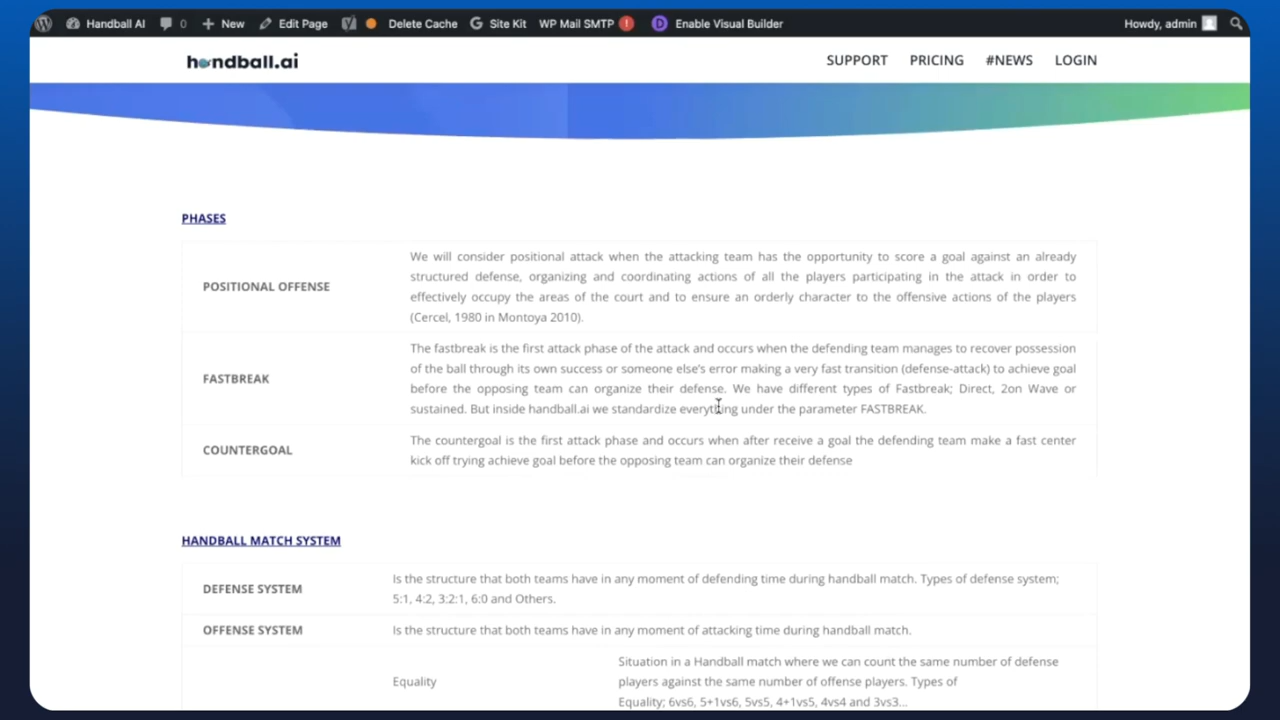 Handball AI 0 New Edit Page Delete Cache Site Kit WP Mail SMTP ! D Enable Visual Builder Howdy, admin
handball.ai SUPPORT PRICING #NEWS LOGIN
PHASES
POSITIONAL OFFENSE
We will consider positional attack when the attacking team has the opportunity to score a goal against an already
structured defense, organizing and coordinating actions of all the players participating in the attack in order to
effectively occupy the areas of the court and to ensure an orderly character to the offensive actions of the players
(Cercel, 1980 in Montoya 2010).
FASTBREAK
The fastbreak is the first attack phase of the attack and occurs when the defending team manages to recover possession
of the ball through its own success or someone else's error making a very fast transition (defense-attack) to achieve goal
before the opposing team can organize their defense. We have different types of Fastbreak; Direct, 2on Wave or
sustained. But inside handball.ai we standardize everything under the parameter FASTBREAK.
COUNTERGOAL
The countergoal is the first attack phase and occurs when after receive a goal the defending team make a fast center
kick off trying achieve goal before the opposing team can organize their defense
HANDBALL MATCH SYSTEM
DEFENSE SYSTEM
Is the structure that both teams have in any moment of defending time during handball match. Types of defense system;
5:1, 4:2, 3:2:1, 6:0 and Others.
OFFENSE SYSTEM
Is the structure that both teams have in any moment of attacking time during handball match.
Equality
Situation in a Handball match where we can count the same number of defense
players against the same number of offense players. Types of
Equality; 6vs6, 5+1vs6, 5vs5, 4+1vs5, 4vs4 and 3vs3...